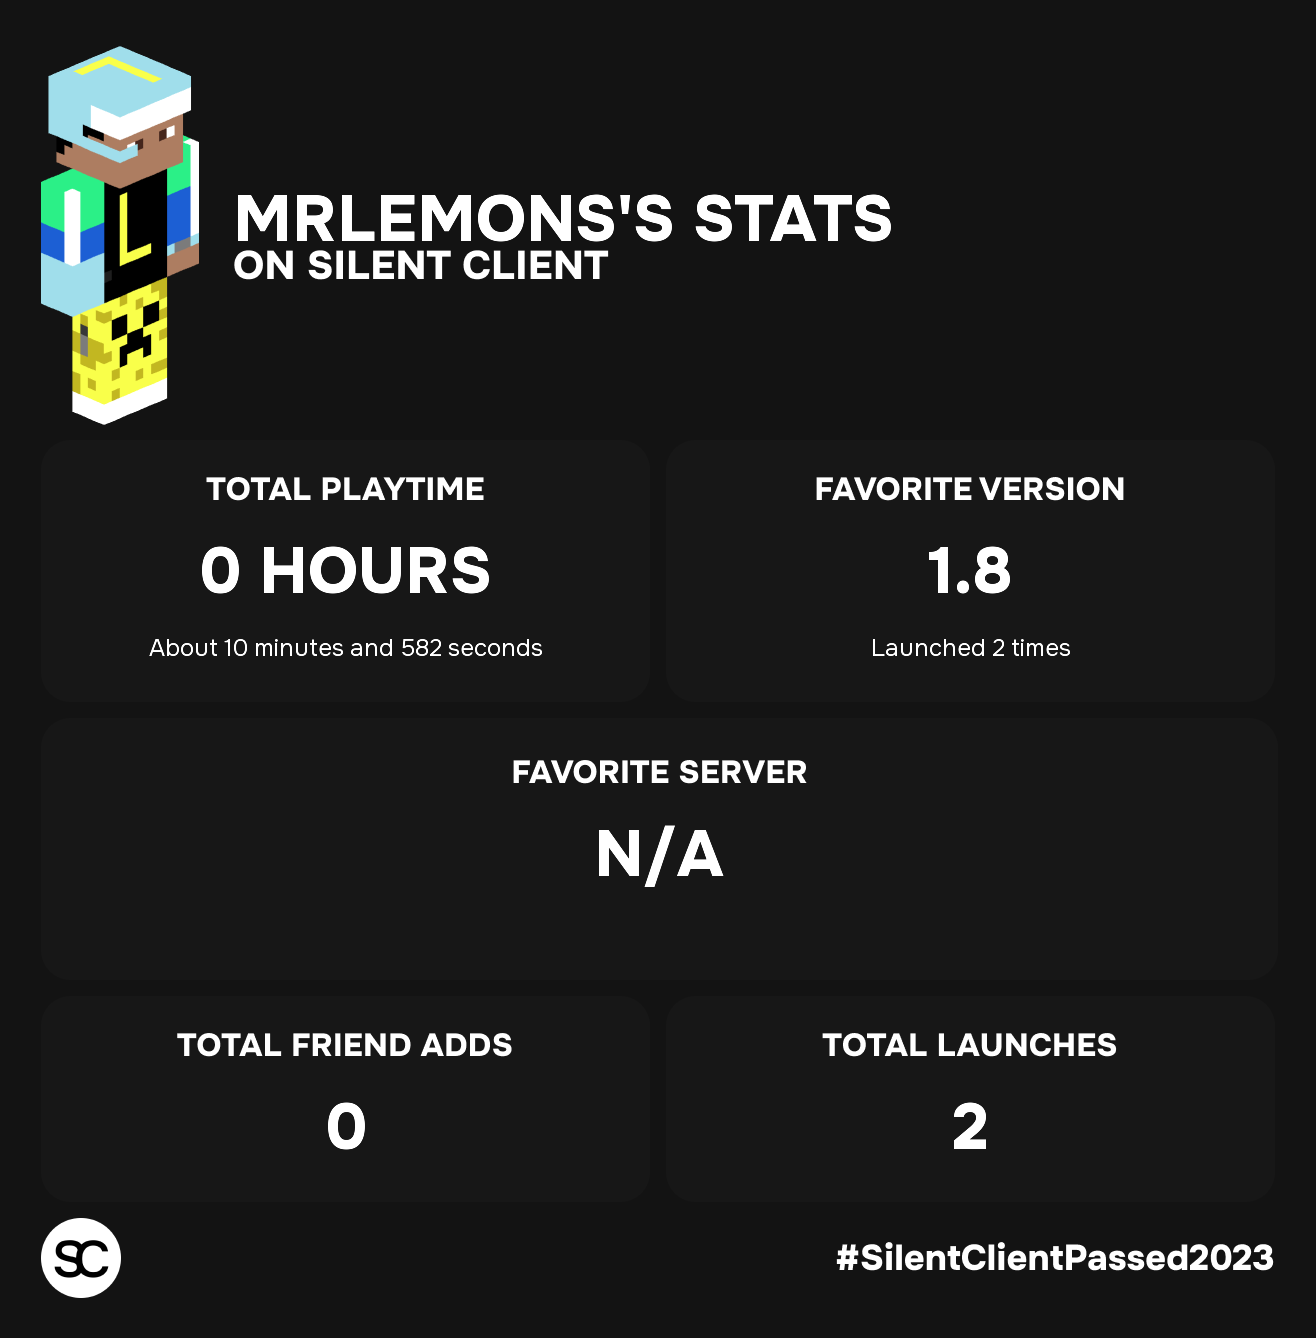 MRLEMONS'S STATS
ON SILENT CLIENT
TOTAL PLAYTIME
0 HOURS
About 10 minutes and 582 seconds
FAVORITE VERSION
1.8
Launched 2 times
FAVORITE SERVER
N/A
TOTAL FRIEND ADDS
0
TOTAL LAUNCHES
2
SC
#SilentClientPassed2023